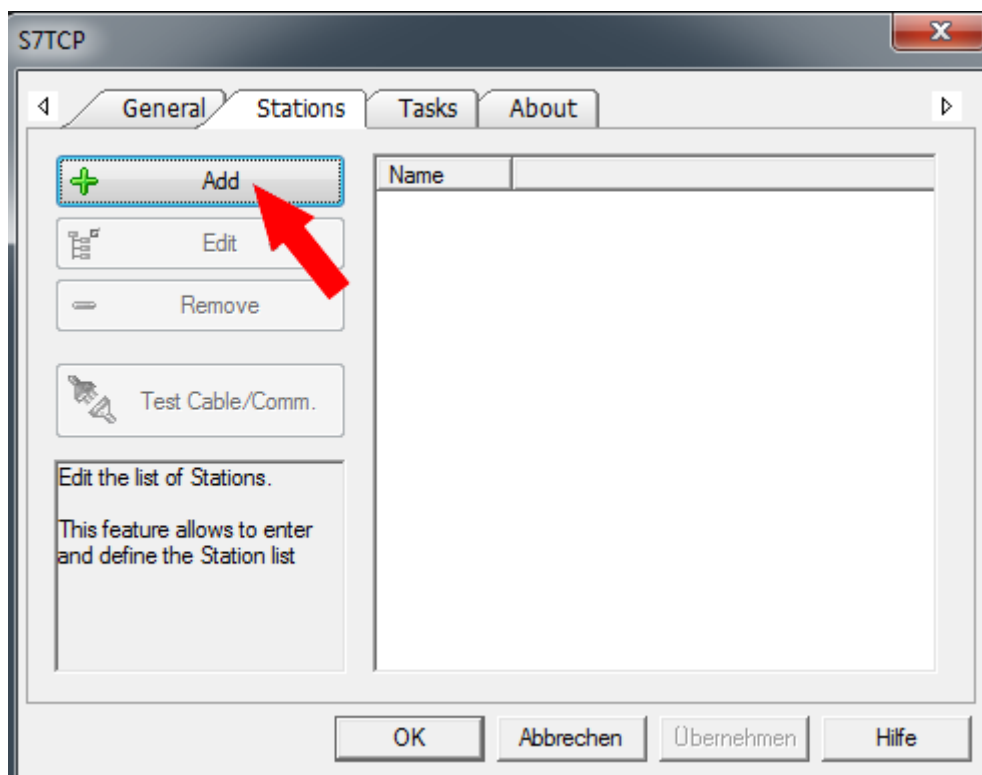 S7TCP
General Stations Tasks About
Add
Name
Edit
Remove
Test Cable/Comm.
Edit the list of Stations.
This feature allows to enter
and define the Station list
OK Abbrechen Übernehmen Hilfe